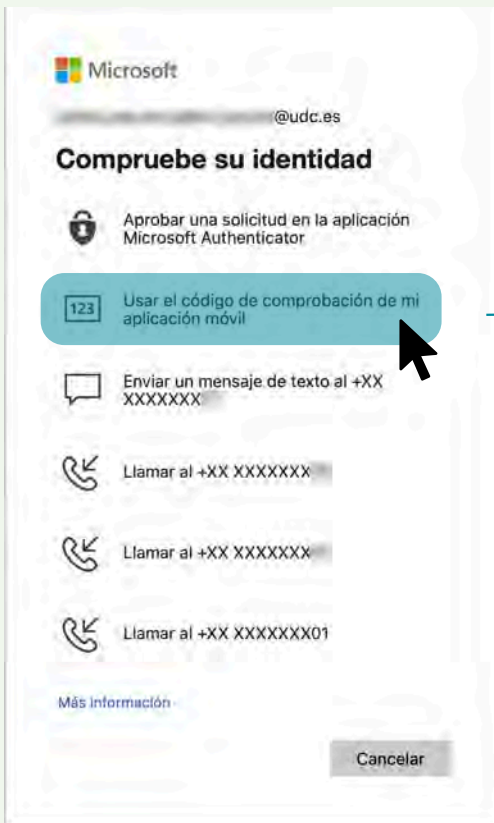 Microsoft
@udc.es
Compruebe su identidad
Aprobar una solicitud en la aplicación
Microsoft Authenticator
123
Usar el código de comprobación de mi
aplicación móvil
Enviar un mensaje de texto al +XX
XXXXXXX
Llamar al +XX XXXXXXX
Llamar al +XX XXXXXXX
Llamar al +XX XXXXXXX01
Más información
Cancelar